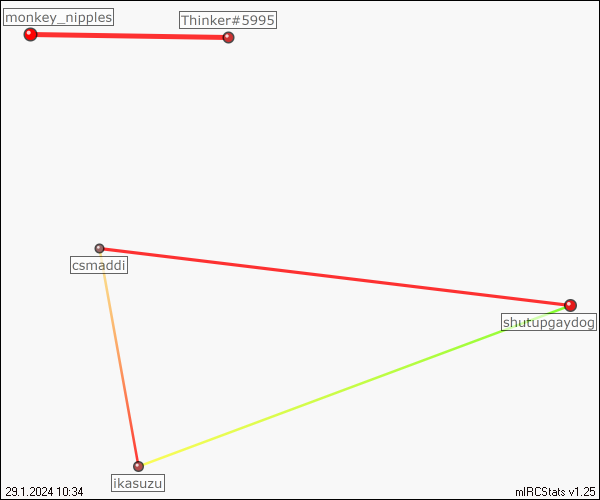 monkey_nipples
Thinker#5995
csmaddi
shutupgaydog
ikasuzu
29.1.2024 10:34
mIRCStats v1.25